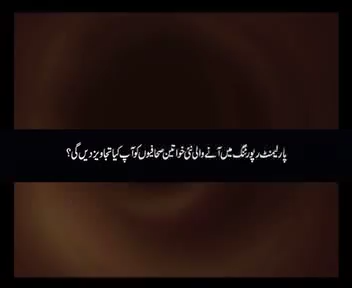 پارلیمنٹ رپورٹنگ میں آنے والی نئی خواتین صحافیوں کو آپ کیا تجاویز دیں گی؟